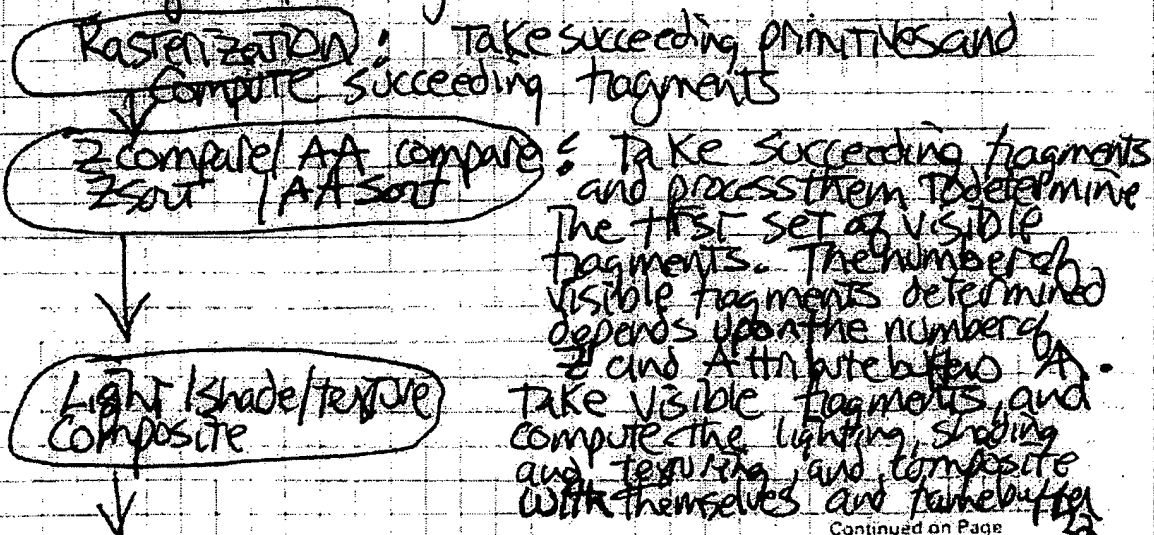 Rasterization : Take succeeding primitives and
Compute succeeding fragments
Z compare / AA compare : Take succeeding fragments
Z sort / AA sort and process them to determine
The first set of visible
fragments. The number of
visible fragments determined
depends upon the number of
Z and Attribute buffers A.
Light / shade / texture Take visible fragments, and
Composite compute the lighting, shading
and texturing, and composite
with themselves and framebuffer
Continued on Page 22